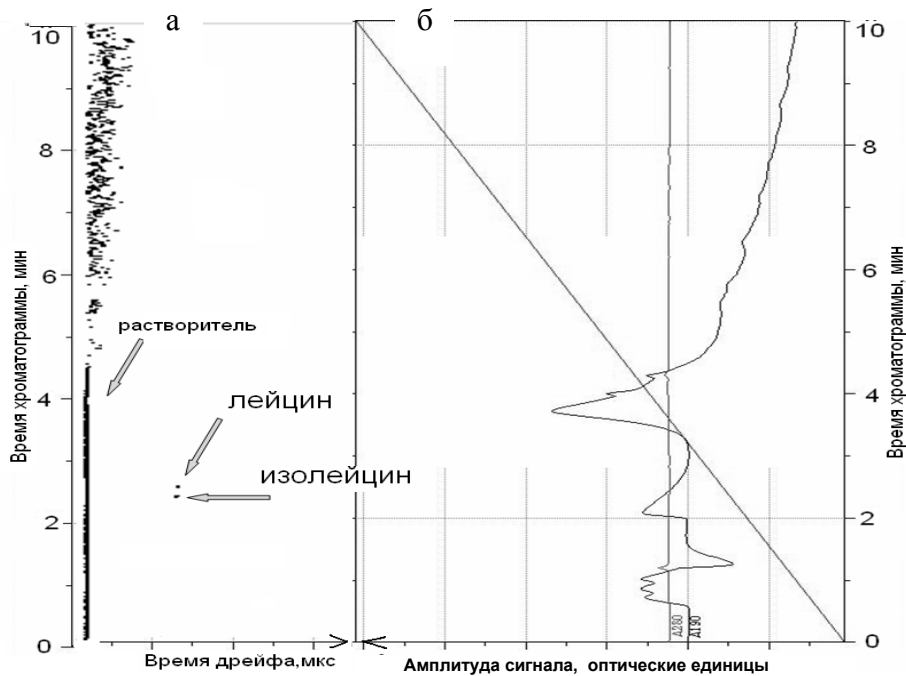 а
б
10
8
6
4
2
0
Время хроматограммы, мин
растворитель
лейцин
изолейцин
Время дрейфа,мкс
A260
A190
Амплитуда сигнала, оптические единицы
10
8
6
4
2
0
Время хроматограммы, мин